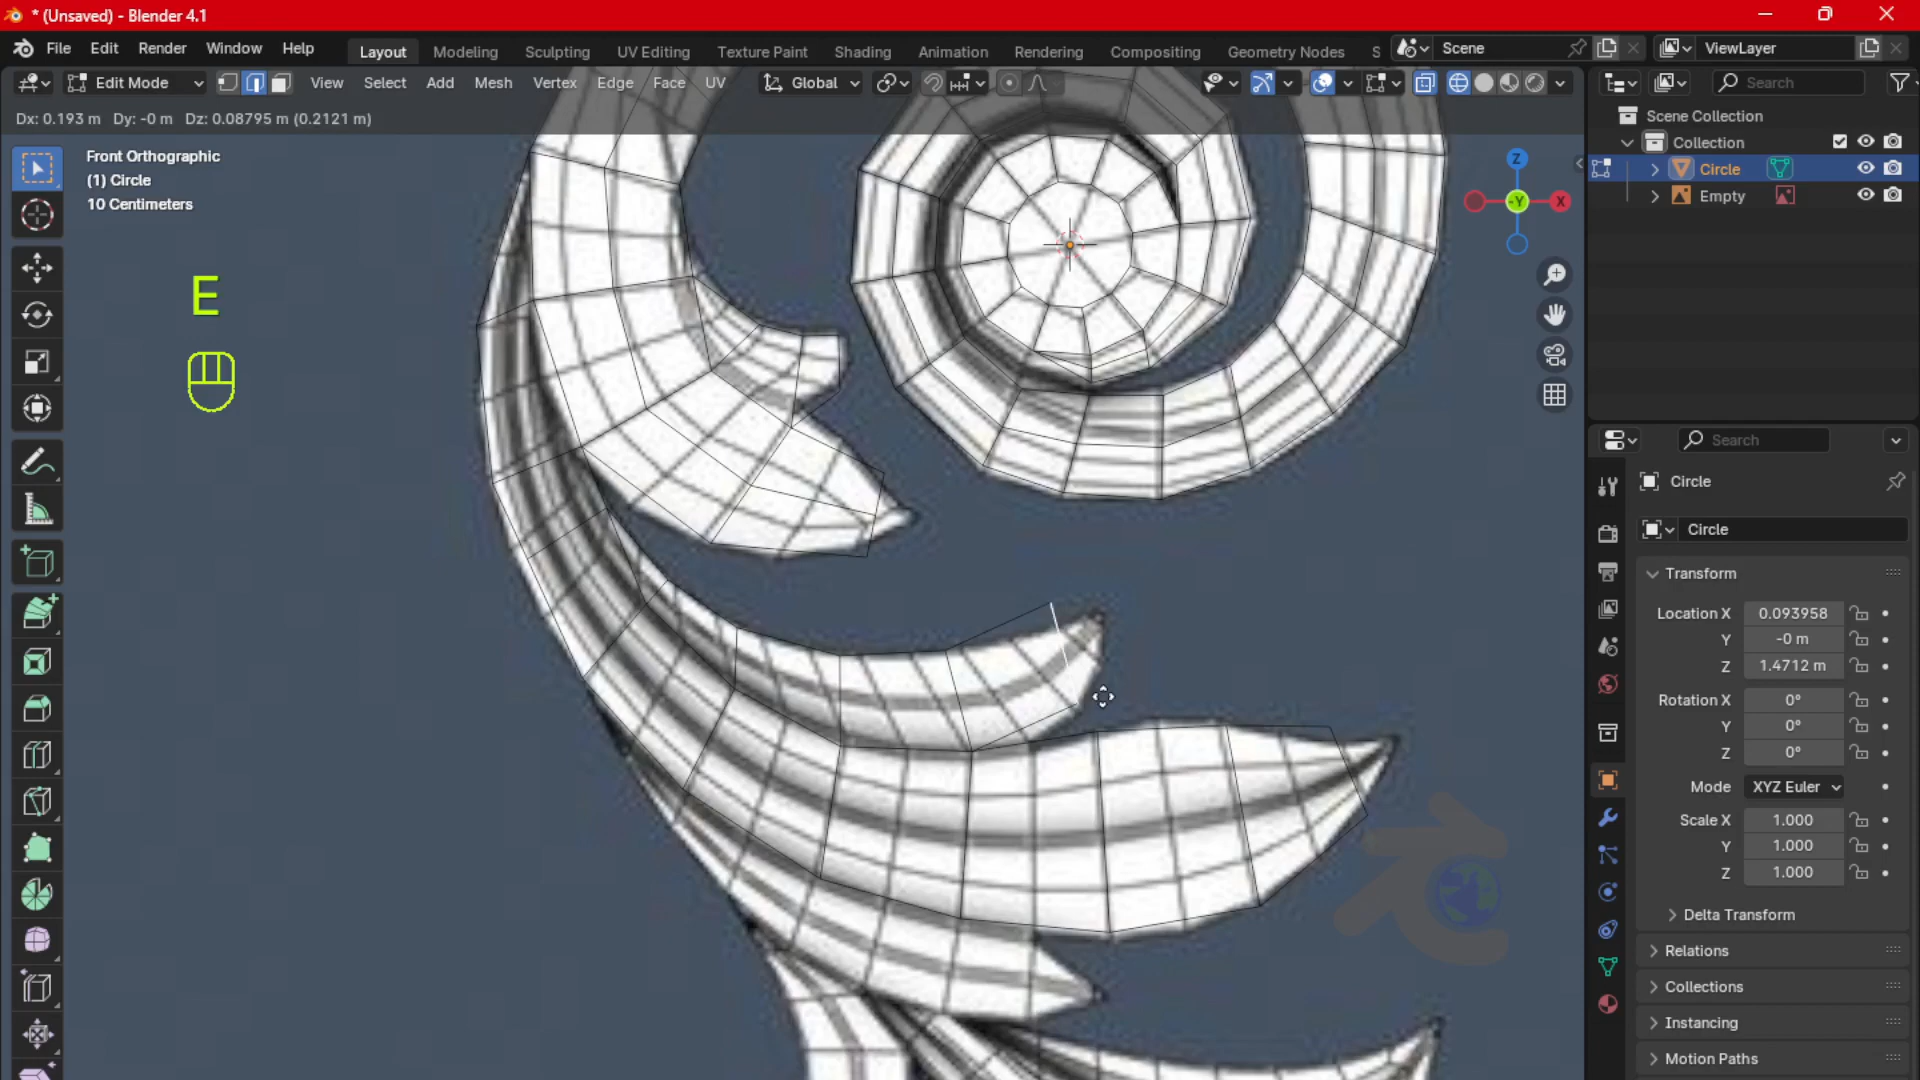 * (Unsaved) - Blender 4.1
File Edit Render Window Help Layout Modeling Sculpting UV Editing Texture Paint Shading Animation Rendering Compositing Geometry Nodes S Scene ViewLayer
Edit Mode View Select Add Mesh Vertex Edge Face UV Global Search
Dx: 0.193 m Dy: -0 m Dz: 0.08795 m (0.2121 m)
Scene Collection
Collection
Circle
Empty
Front Orthographic
(1) Circle
10 Centimeters
Z
-Y
X
E
Search
Circle
Circle
Transform
Location X 0.093958
Y -0 m
Z 1.4712 m
Rotation X 0°
Y 0°
Z 0°
Mode XYZ Euler
Scale X 1.000
Y 1.000
Z 1.000
Delta Transform
Relations
Collections
Instancing
Motion Paths